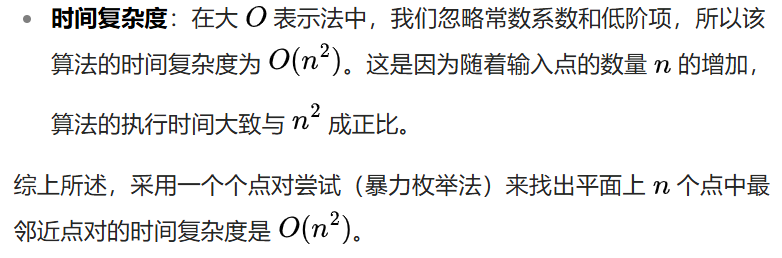 • 时间复杂度：在大 O 表示法中，我们忽略常数系数和低阶项，所以该
算法的时间复杂度为 O(n²)。这是因为随着输入点的数量 n 的增加，
算法的执行时间大致与 n² 成正比。
综上所述，采用一个个点对尝试（暴力枚举法）来找出平面上 n 个点中最
邻近点对的时间复杂度是 O(n²)。